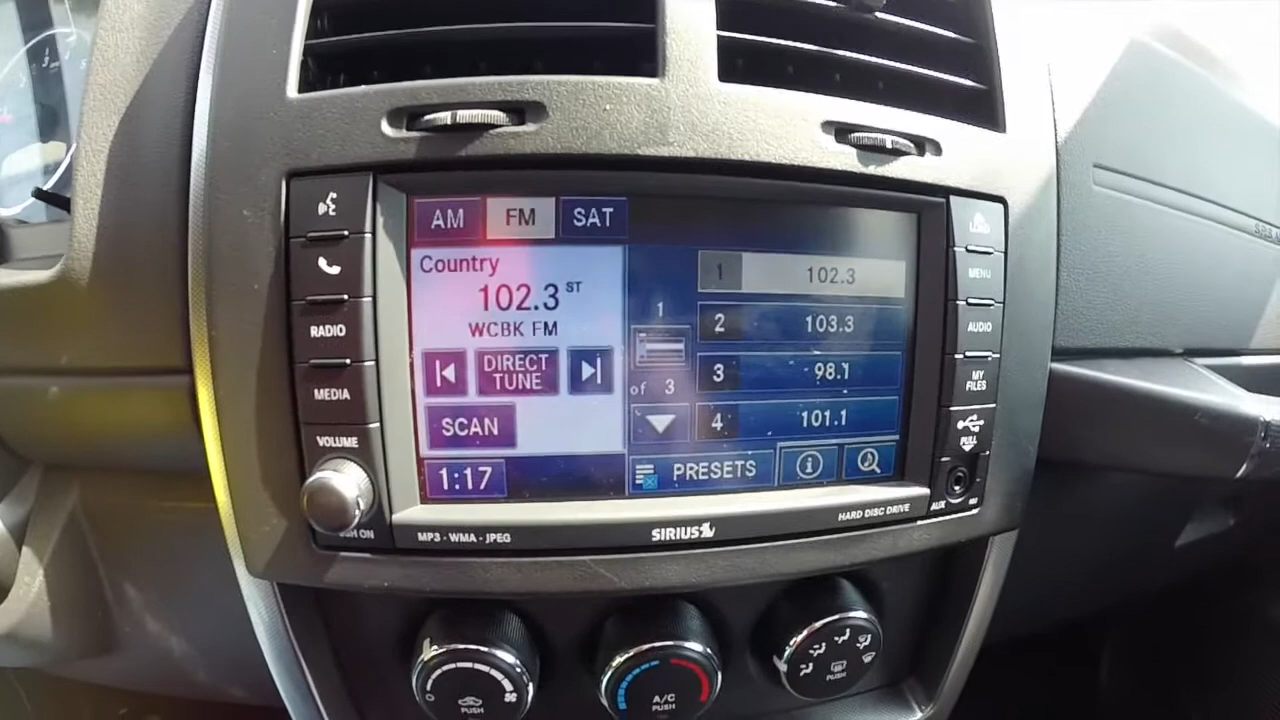 AM FM SAT
Country
102.3 ST
WCBK FM
DIRECT
TUNE
SCAN
1:17
1
of 3
1 102.3
2 103.3
3 98.1
4 101.1
PRESETS
RADIO
MEDIA
VOLUME
LOAD
MENU
AUDIO
MY
FILES
PULL
AUX
MP3 - WMA - JPEG
SIRIUS
HARD DISC DRIVE
PUSH
A/C
PUSH
PUSH